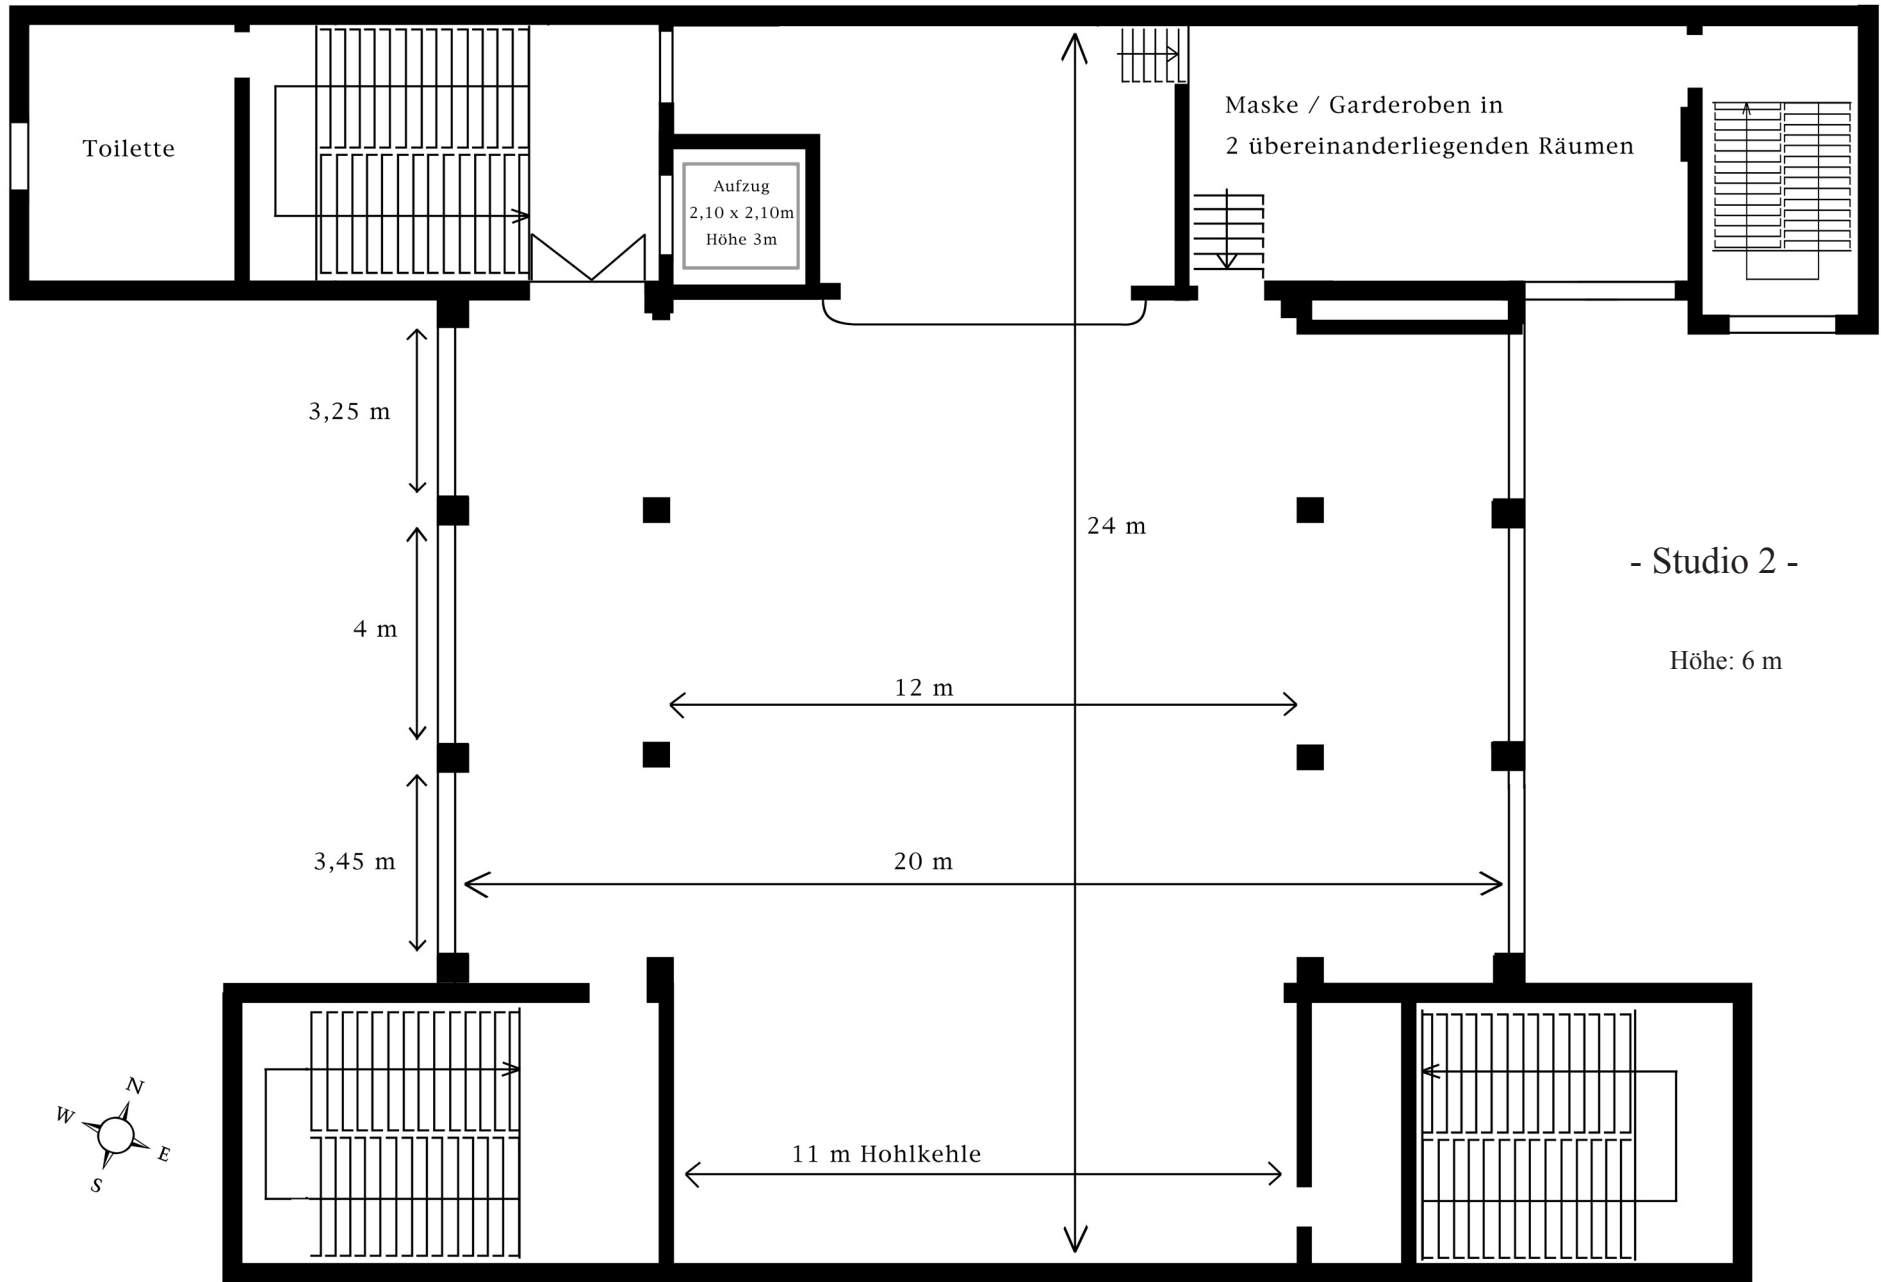 Maske / Garderoben in
2 übereinanderliegenden Räumen
Toilette
Aufzug
2,10 x 2,10m
Höhe 3m
3,25 m
24 m
- Studio 2 -
4 m
Höhe: 6 m
12 m
3,45 m
20 m
N
W
E
S
11 m Hohlkehle